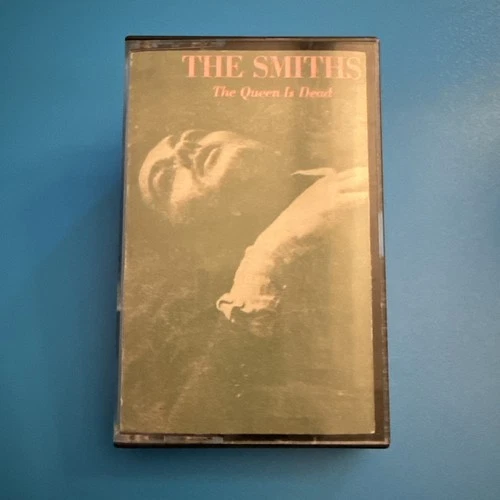 THE SMITHS
The Queen Is Dead